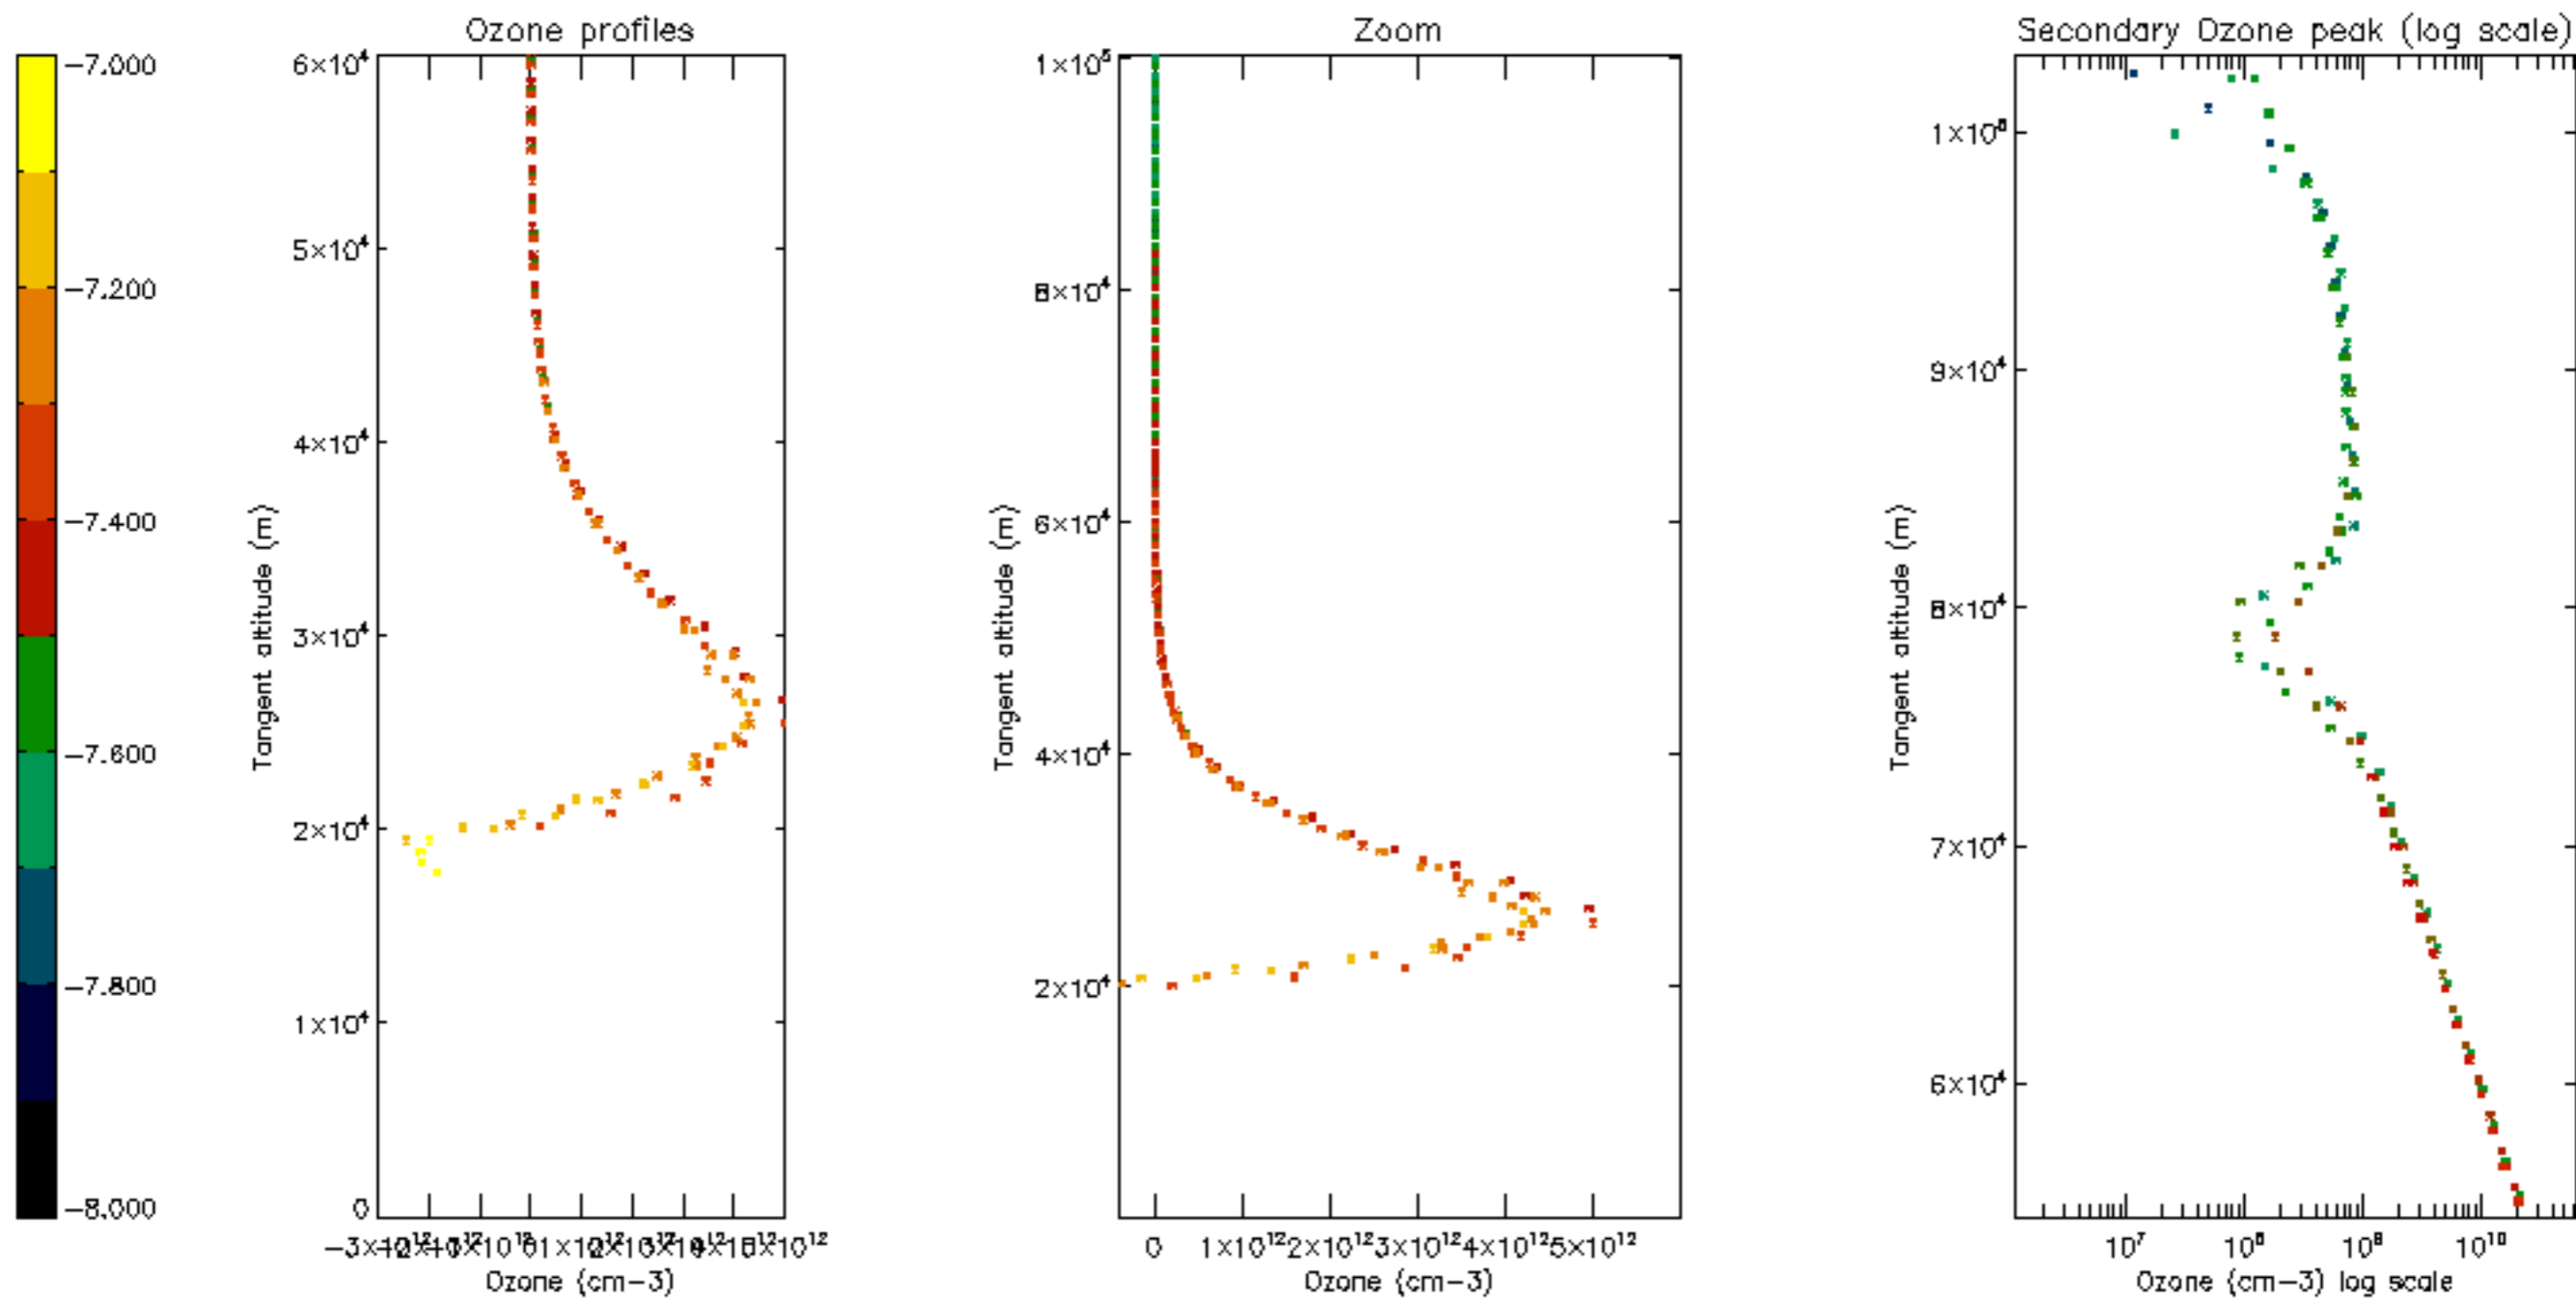 Ozone profiles
Zoom
Secondary Ozone peak (log scale)
-7.000
-7.200
-7.400
-7.600
-7.800
-8.000
6×10⁴
5×10⁴
4×10⁴
3×10⁴
2×10⁴
1×10⁴
0
Tangent altitude (m)
Ozone (cm-3)
1×10⁵
8×10⁴
6×10⁴
4×10⁴
2×10⁴
Tangent altitude (m)
0 1×10¹² 2×10¹² 3×10¹² 4×10¹² 5×10¹²
Ozone (cm-3)
9×10⁴
8×10⁴
7×10⁴
6×10⁴
Tangent altitude (m)
10⁷ 10⁸ 10⁹ 10¹⁰
Ozone (cm-3) log scale